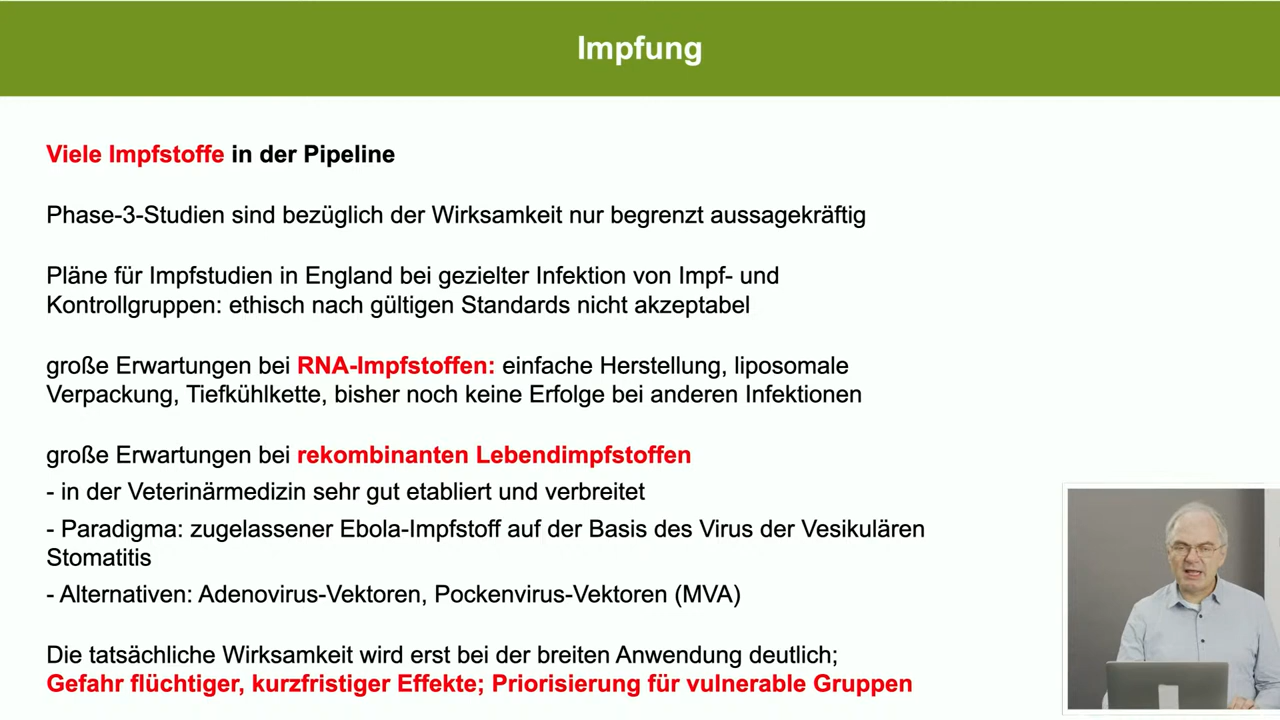 Impfung
Viele Impfstoffe in der Pipeline
Phase-3-Studien sind bezüglich der Wirksamkeit nur begrenzt aussagekräftig
Pläne für Impfstudien in England bei gezielter Infektion von Impf- und
Kontrollgruppen: ethisch nach gültigen Standards nicht akzeptabel
große Erwartungen bei RNA-Impfstoffen: einfache Herstellung, liposomale
Verpackung, Tiefkühlkette, bisher noch keine Erfolge bei anderen Infektionen
große Erwartungen bei rekombinanten Lebendimpfstoffen
- in der Veterinärmedizin sehr gut etabliert und verbreitet
- Paradigma: zugelassener Ebola-Impfstoff auf der Basis des Virus der Vesikulären
Stomatitis
- Alternativen: Adenovirus-Vektoren, Pockenvirus-Vektoren (MVA)
Die tatsächliche Wirksamkeit wird erst bei der breiten Anwendung deutlich;
Gefahr flüchtiger, kurzfristiger Effekte; Priorisierung für vulnerable Gruppen